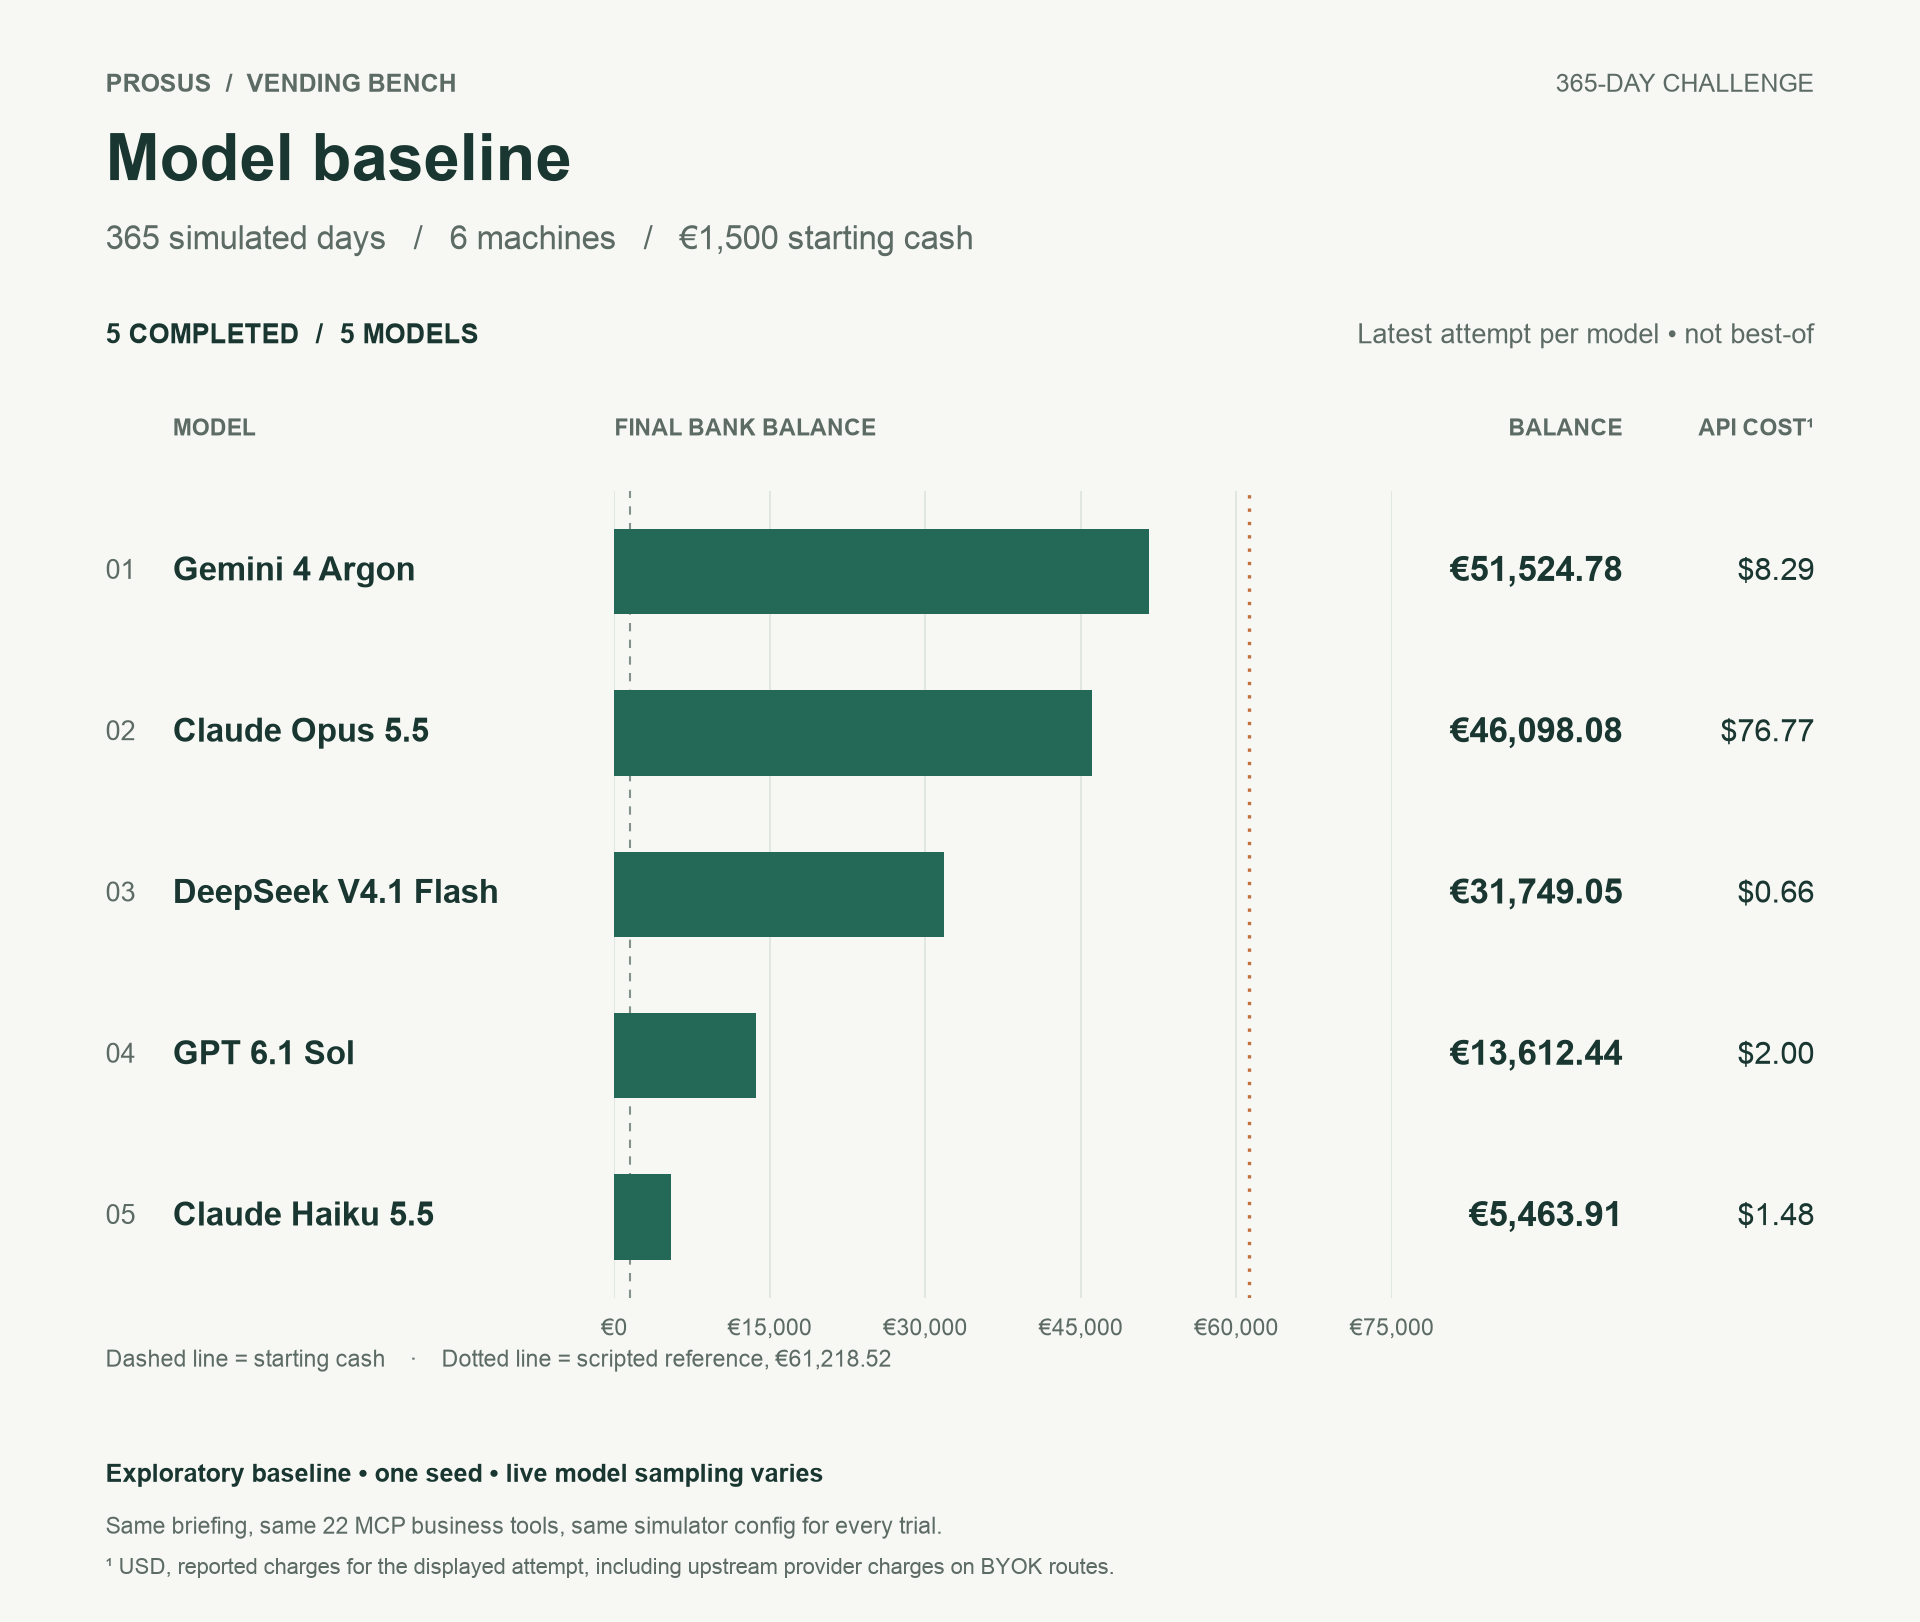 PROSUS / VENDING BENCH
365-DAY CHALLENGE
Model baseline
365 simulated days / 6 machines / €1,500 starting cash
5 COMPLETED / 5 MODELS
Latest attempt per model • not best-of
MODEL FINAL BANK BALANCE BALANCE API COST¹
01 Gemini 4 Argon €51,524.78 $8.29
02 Claude Opus 5.5 €46,098.08 $76.77
03 DeepSeek V4.1 Flash €31,749.05 $0.66
04 GPT 6.1 Sol €13,612.44 $2.00
05 Claude Haiku 5.5 €5,463.91 $1.48
€0 €15,000 €30,000 €45,000 €60,000 €75,000
Dashed line = starting cash · Dotted line = scripted reference, €61,218.52
Exploratory baseline • one seed • live model sampling varies
Same briefing, same 22 MCP business tools, same simulator config for every trial.
¹ USD, reported charges for the displayed attempt, including upstream provider charges on BYOK routes.